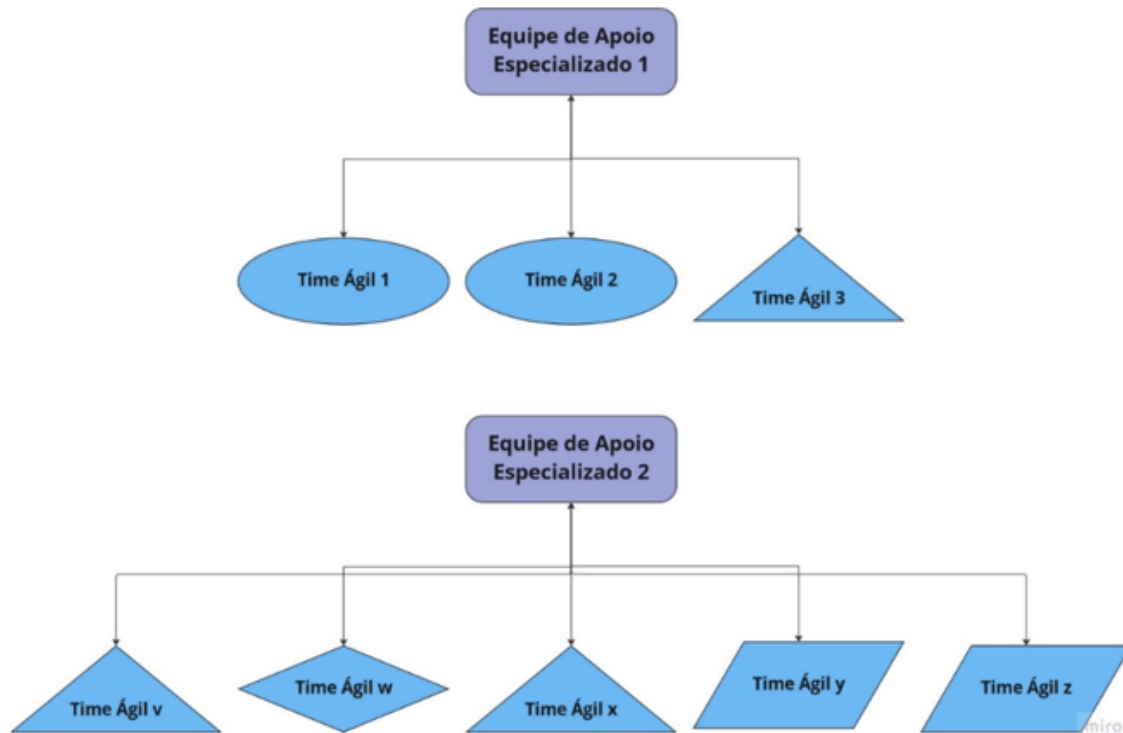 Equipe de Apoio
Especializado 1
Time Ágil 1
Time Ágil 2
Time Ágil 3
Equipe de Apoio
Especializado 2
Time Ágil v
Time Ágil w
Time Ágil x
Time Ágil y
Time Ágil z
miro